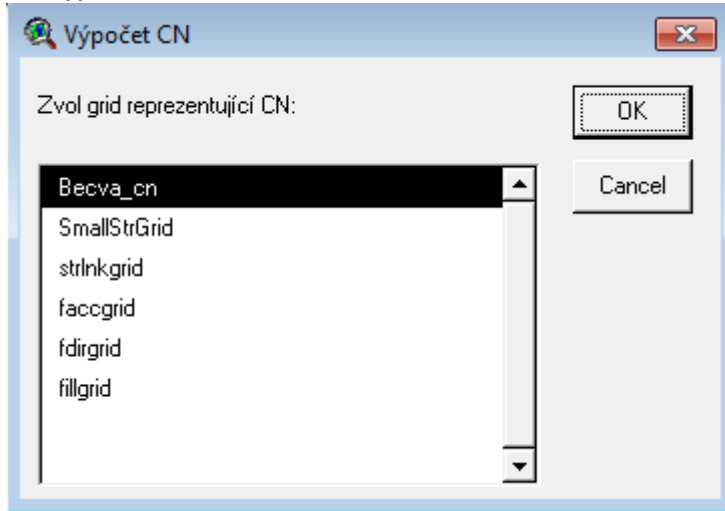 Výpočet CN
Zvol grid reprezentující CN:
OK
Cancel
Becva_cn
SmallStrGrid
strlnkgrid
faccgrid
fdirgrid
fillgrid